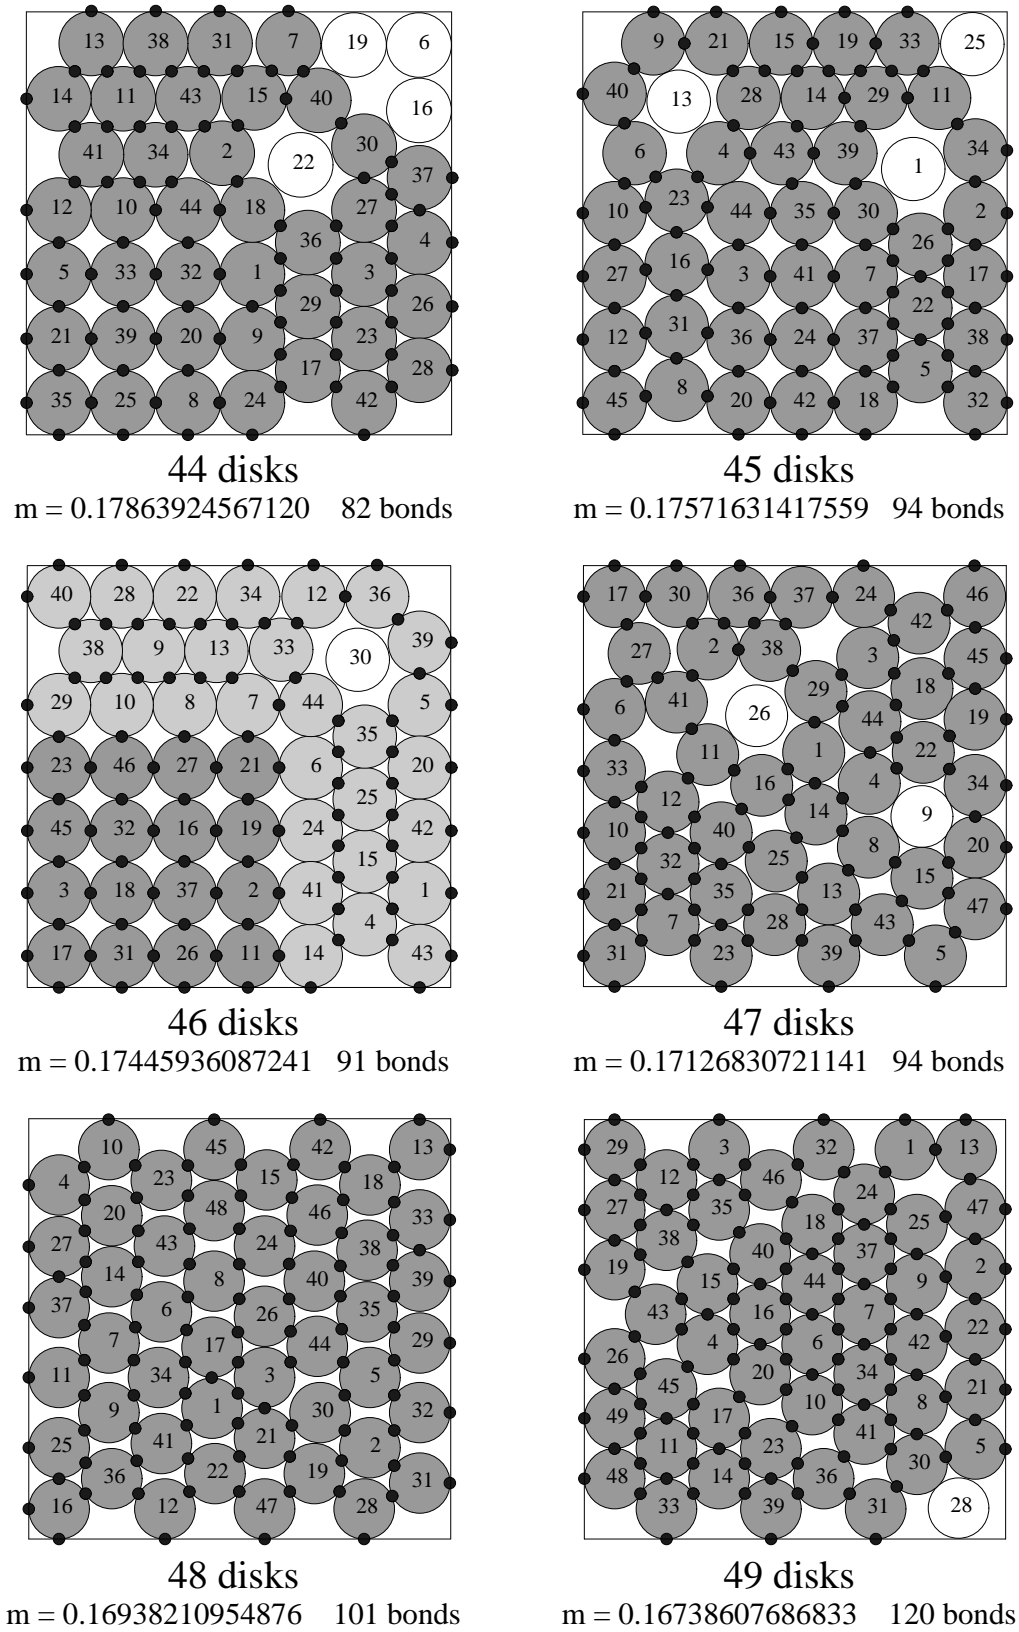 13 38 31 7 19 6
14 11 43 15 40 16
41 34 2 22 30 37
12 10 44 18 36 27 4
5 33 32 1 29 3 26
21 39 20 9 17 23 28
35 25 8 24 42
44 disks
m = 0.17863924567120 82 bonds
9 21 15 19 33 25
40 13 28 14 29 11
6 4 43 39 1 34
10 23 44 35 30 26 2
27 16 3 41 7 22 17
12 31 36 24 37 5 38
45 8 20 42 18 32
45 disks
m = 0.17571631417559 94 bonds
40 28 22 34 12 36
38 9 13 33 30 39
29 10 8 7 44 35 5
23 46 27 21 6 25 20
45 32 16 19 24 15 42
3 18 37 2 41 4 1
17 31 26 11 14 43
46 disks
m = 0.17445936087241 91 bonds
17 30 36 37 24 42 46
27 2 38 3 45
6 41 26 29 44 18 19
33 11 16 1 4 22 34
10 12 40 14 8 9 20
21 32 35 25 13 15 47
31 7 23 28 39 43 5
47 disks
m = 0.17126830721141 94 bonds
10 45 42 13
4 23 15 18
20 48 46 33
27 43 24 38
14 8 40 39
37 6 26 35
7 17 44 29
11 34 3 5
9 1 30 32
25 41 21 2
36 22 19 31
16 12 47 28
48 disks
m = 0.16938210954876 101 bonds
29 3 32 1 13
12 46 24
27 35 18 25 47
38 40 37
19 15 44 9 2
43 16 7
26 4 6 42 22
45 20 34 21
49 17 10 8
11 23 41 5
48 14 36 30
33 39 31 28
49 disks
m = 0.16738607686833 120 bonds